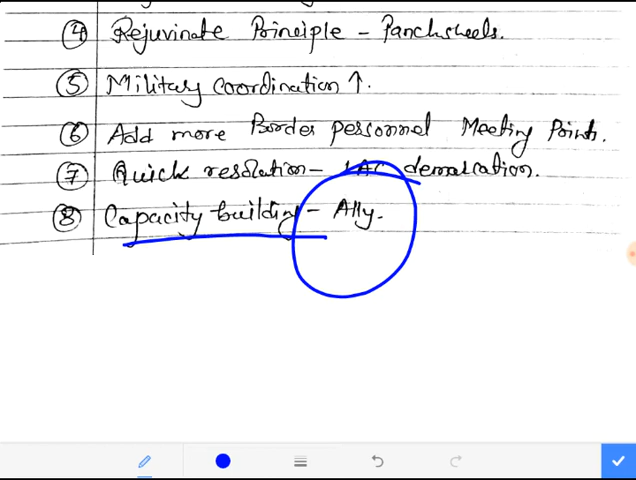 ④ Rejuvinate Principle - Panchsheels.
⑤ Military coordination ↑.
⑥ Add more Border personnel Meeting Points.
⑦ Quick resolation - LAC demarcation.
⑧ Capacity building - Ally.